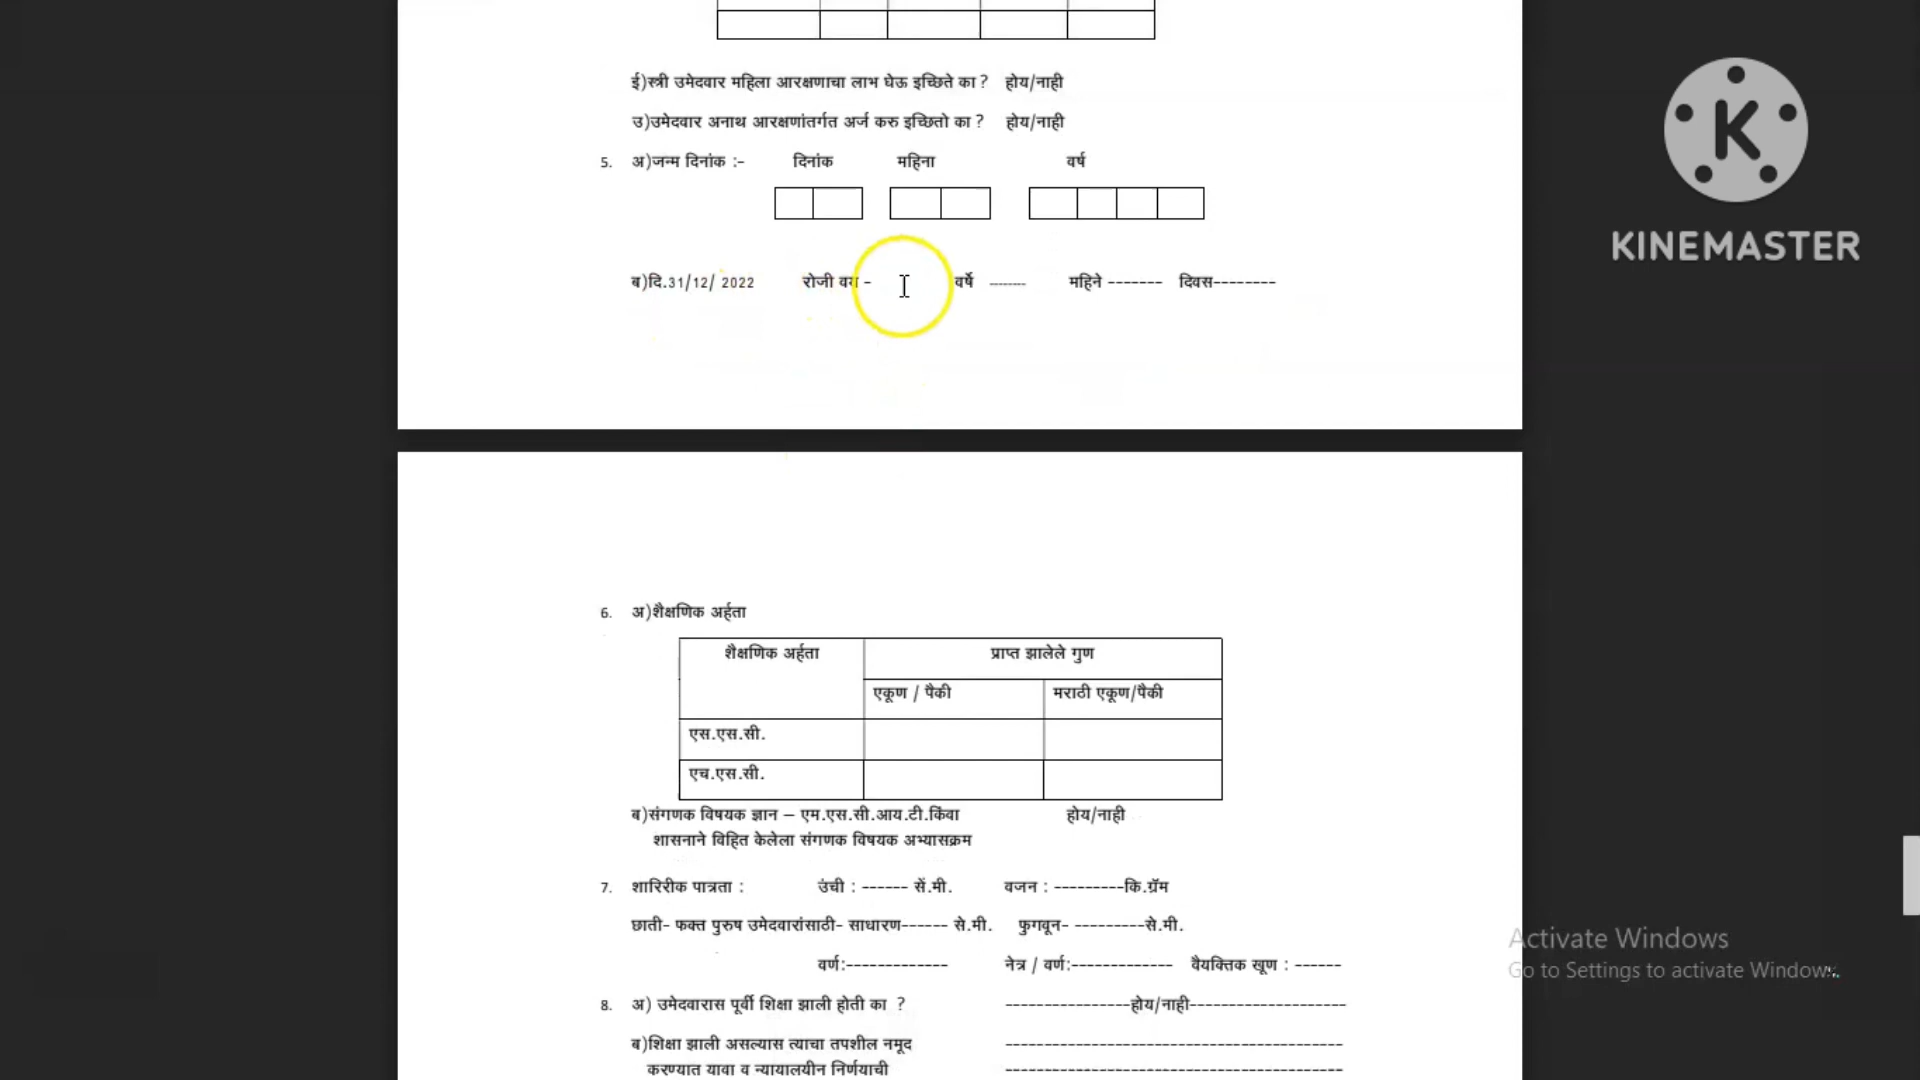 ई)स्त्री उमेदवार महिला आरक्षणाचा लाभ घेऊ इच्छिते का ? होय/नाही
उ)उमेदवार अनाथ आरक्षणांतर्गत अर्ज करु इच्छितो का ? होय/नाही
5. अ)जन्म दिनांक :- दिनांक महिना वर्ष
ब)दि.31/12/ 2022 रोजी वय - वर्षे -------- महिने ------- दिवस--------
6. अ)शैक्षणिक अर्हता
शैक्षणिक अर्हता प्राप्त झालेले गुण
एकूण / पैकी मराठी एकूण/पैकी
एस.एस.सी.
एच.एस.सी.
ब)संगणक विषयक ज्ञान – एम.एस.सी.आय.टी.किंवा होय/नाही
शासनाने विहित केलेला संगणक विषयक अभ्यासक्रम
7. शारिरीक पात्रता : उंची : ------ सें.मी. वजन : ---------कि.ग्रॅम
छाती- फक्त पुरुष उमेदवारांसाठी- साधारण------ से.मी. फुगवून- ---------से.मी.
वर्ण:------------- नेत्र / वर्ण:------------- वैयक्तिक खूण : ------
8. अ) उमेदवारास पूर्वी शिक्षा झाली होती का ? ----------------होय/नाही--------------------
ब)शिक्षा झाली असल्यास त्याचा तपशील नमूद -------------------------------------------
करण्यात यावा व न्यायालयीन निर्णयाची -------------------------------------------
K
KINEMASTER
Activate Windows
Go to Settings to activate Windows.